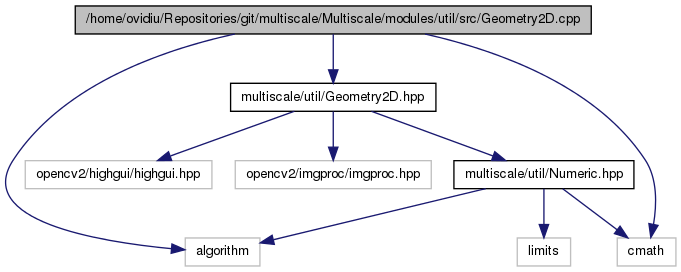 /home/ovidiu/Repositories/git/multiscale/Multiscale/modules/util/src/Geometry2D.cpp
multiscale/util/Geometry2D.hpp
opencv2/highgui/highgui.hpp
opencv2/imgproc/imgproc.hpp
multiscale/util/Numeric.hpp
algorithm
limits
cmath